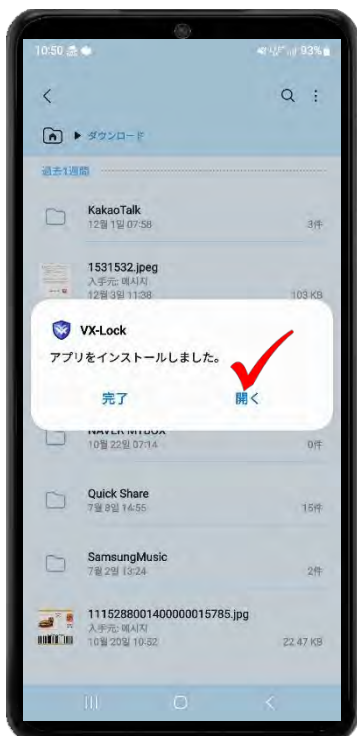 10:50
93%
ダウンロード
過去1週間
KakaoTalk
12월 1일 07:58
3件
1531532.jpeg
入手元: 메시지
12월 3일 11:38
103 KB
VX-Lock
アプリをインストールしました。
完了
開く
NAVER MYBOX
10월 22일 07:14
0件
Quick Share
7월 8일 14:55
15件
SamsungMusic
7월 2일 13:24
2件
1115288001400000015785.jpg
入手元: 메시지
10월 20일 10:52
22.47 KB